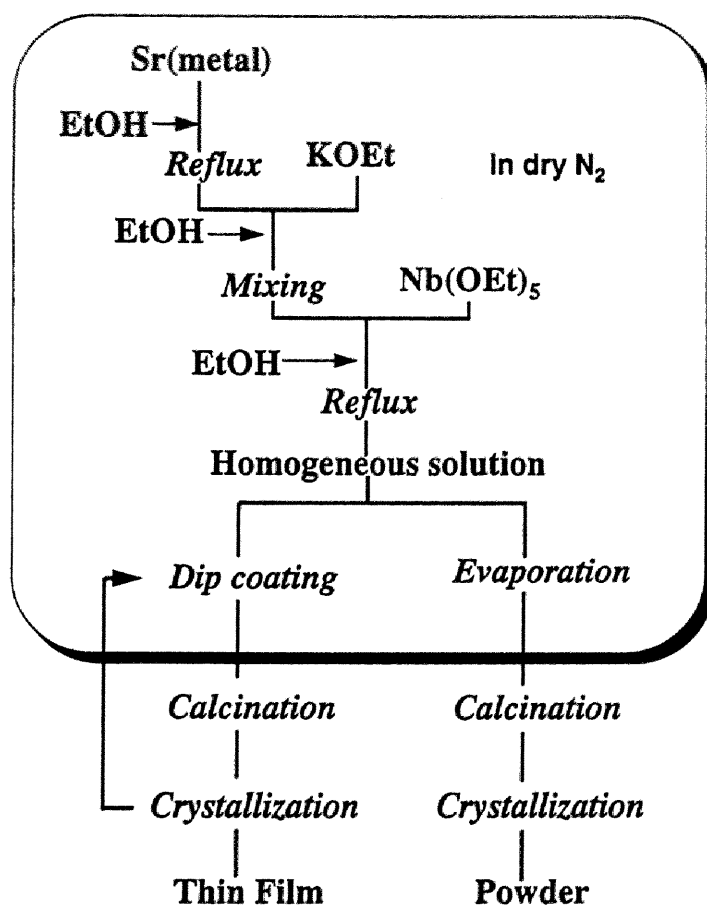 Sr(metal)
EtOH
Reflux
KOEt
In dry N₂
EtOH
Mixing
Nb(OEt)₅
EtOH
Reflux
Homogeneous solution
Dip coating
Evaporation
Calcination
Calcination
Crystallization
Crystallization
Thin Film
Powder